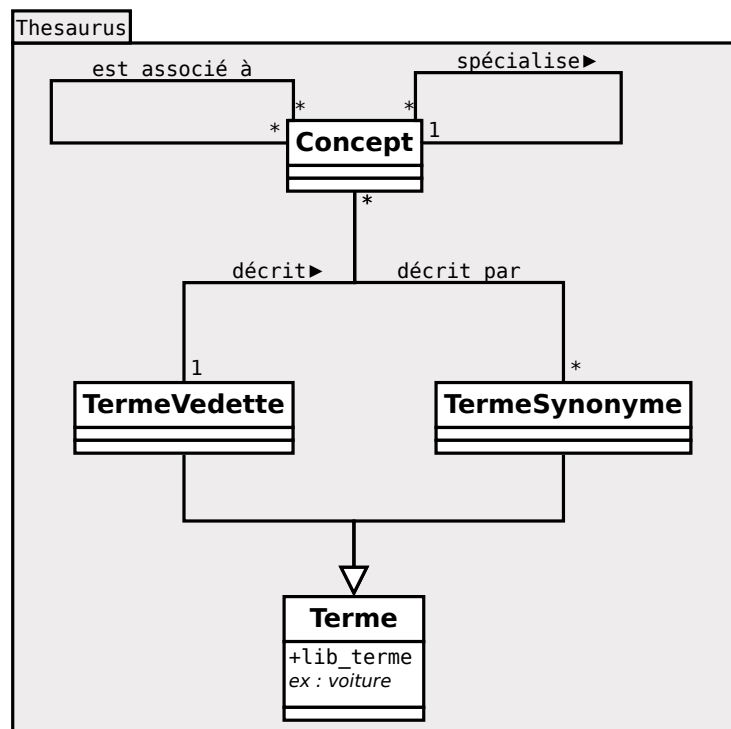 Thesaurus
est associé à
spécialise►
*
*
*
1
Concept
*
décrit►
décrit par
1
*
TermeVedette
TermeSynonyme
Terme
+lib_terme
ex : voiture